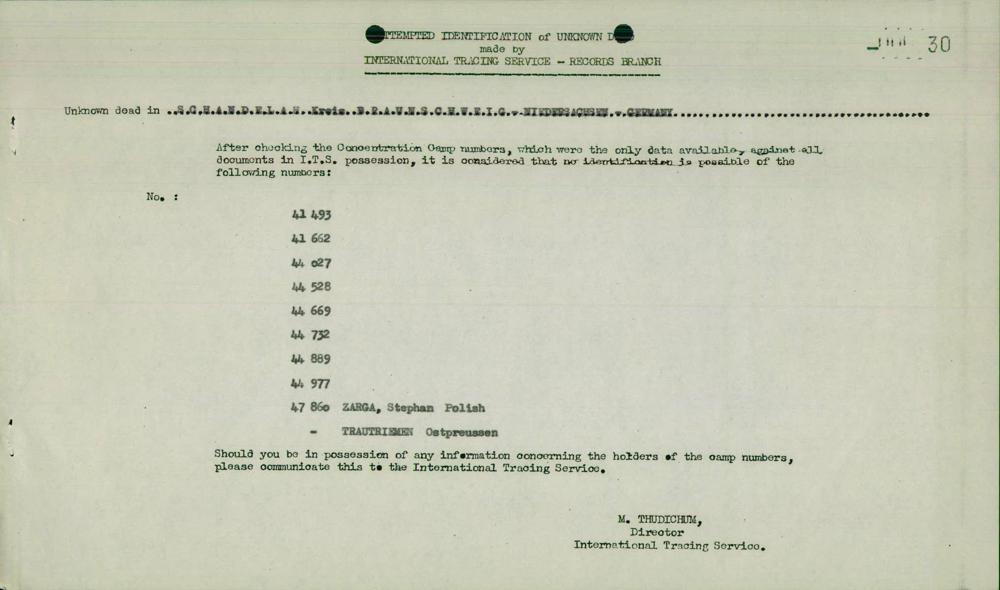 ATTEMPTED IDENTIFICATION of UNKNOWN DEAD
made by
INTERNATIONAL TRACING SERVICE - RECORDS BRANCH
30
Unknown dead in ..S.C.H.A.N.D.E.L.A.H..Kreis..B.R.A.U.N.S.C.H.W.E.I.G.-.NIEDERSACHSEN.-.GERMANY
After checking the Concentration Camp numbers, which were the only data available, against all
documents in I.T.S. possession, it is considered that no identification is possible of the
following numbers:
No. :
41 493
41 662
44 027
44 528
44 669
44 732
44 889
44 977
47 860 ZARGA, Stephan Polish
- TRAUTRIEMEN Ostpreussen
Should you be in possession of any information concerning the holders of the camp numbers,
please communicate this to the International Tracing Service.
M. THUDICHUM,
Director
International Tracing Service.